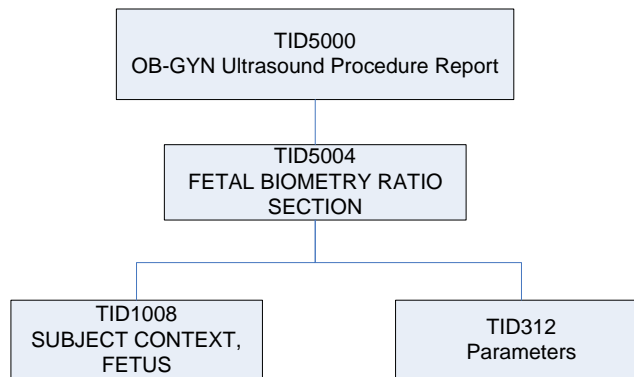 TID5000
OB-GYN Ultrasound Procedure Report
TID5004
FETAL BIOMETRY RATIO
SECTION
TID1008
SUBJECT CONTEXT,
FETUS
TID312
Parameters